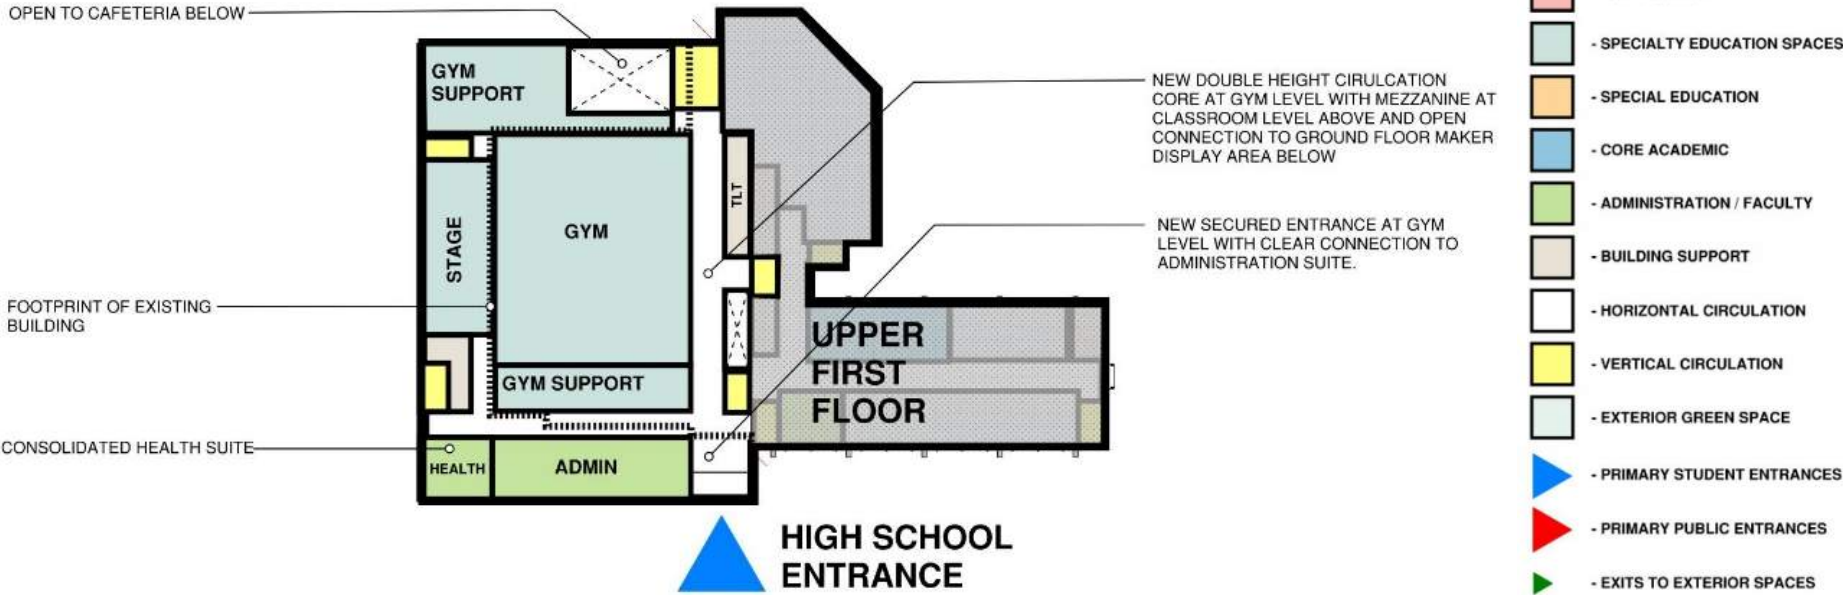 OPEN TO CAFETERIA BELOW
GYM
SUPPORT
NEW DOUBLE HEIGHT CIRULCATION
CORE AT GYM LEVEL WITH MEZZANINE AT
CLASSROOM LEVEL ABOVE AND OPEN
CONNECTION TO GROUND FLOOR MAKER
DISPLAY AREA BELOW
TLT
GYM
STAGE
NEW SECURED ENTRANCE AT GYM
LEVEL WITH CLEAR CONNECTION TO
ADMINISTRATION SUITE.
FOOTPRINT OF EXISTING
BUILDING
UPPER
FIRST
FLOOR
GYM SUPPORT
CONSOLIDATED HEALTH SUITE
HEALTH
ADMIN
HIGH SCHOOL
ENTRANCE
- SPECIALTY EDUCATION SPACES
- SPECIAL EDUCATION
- CORE ACADEMIC
- ADMINISTRATION / FACULTY
- BUILDING SUPPORT
- HORIZONTAL CIRCULATION
- VERTICAL CIRCULATION
- EXTERIOR GREEN SPACE
- PRIMARY STUDENT ENTRANCES
- PRIMARY PUBLIC ENTRANCES
- EXITS TO EXTERIOR SPACES